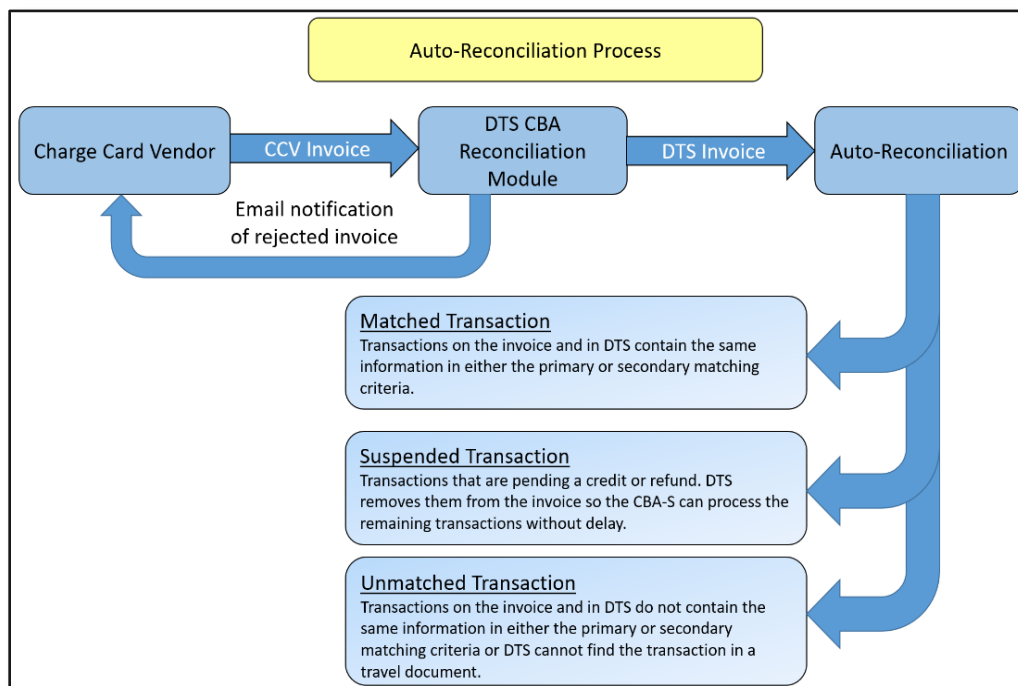 Auto-Reconciliation Process
Charge Card Vendor
CCV Invoice
DTS CBA
Reconciliation
Module
DTS Invoice
Auto-Reconciliation
Email notification
of rejected invoice
Matched Transaction
Transactions on the invoice and in DTS contain the same
information in either the primary or secondary matching
criteria.
Suspended Transaction
Transactions that are pending a credit or refund. DTS
removes them from the invoice so the CBA-S can process the
remaining transactions without delay.
Unmatched Transaction
Transactions on the invoice and in DTS do not contain the
same information in either the primary or secondary
matching criteria or DTS cannot find the transaction in a
travel document.